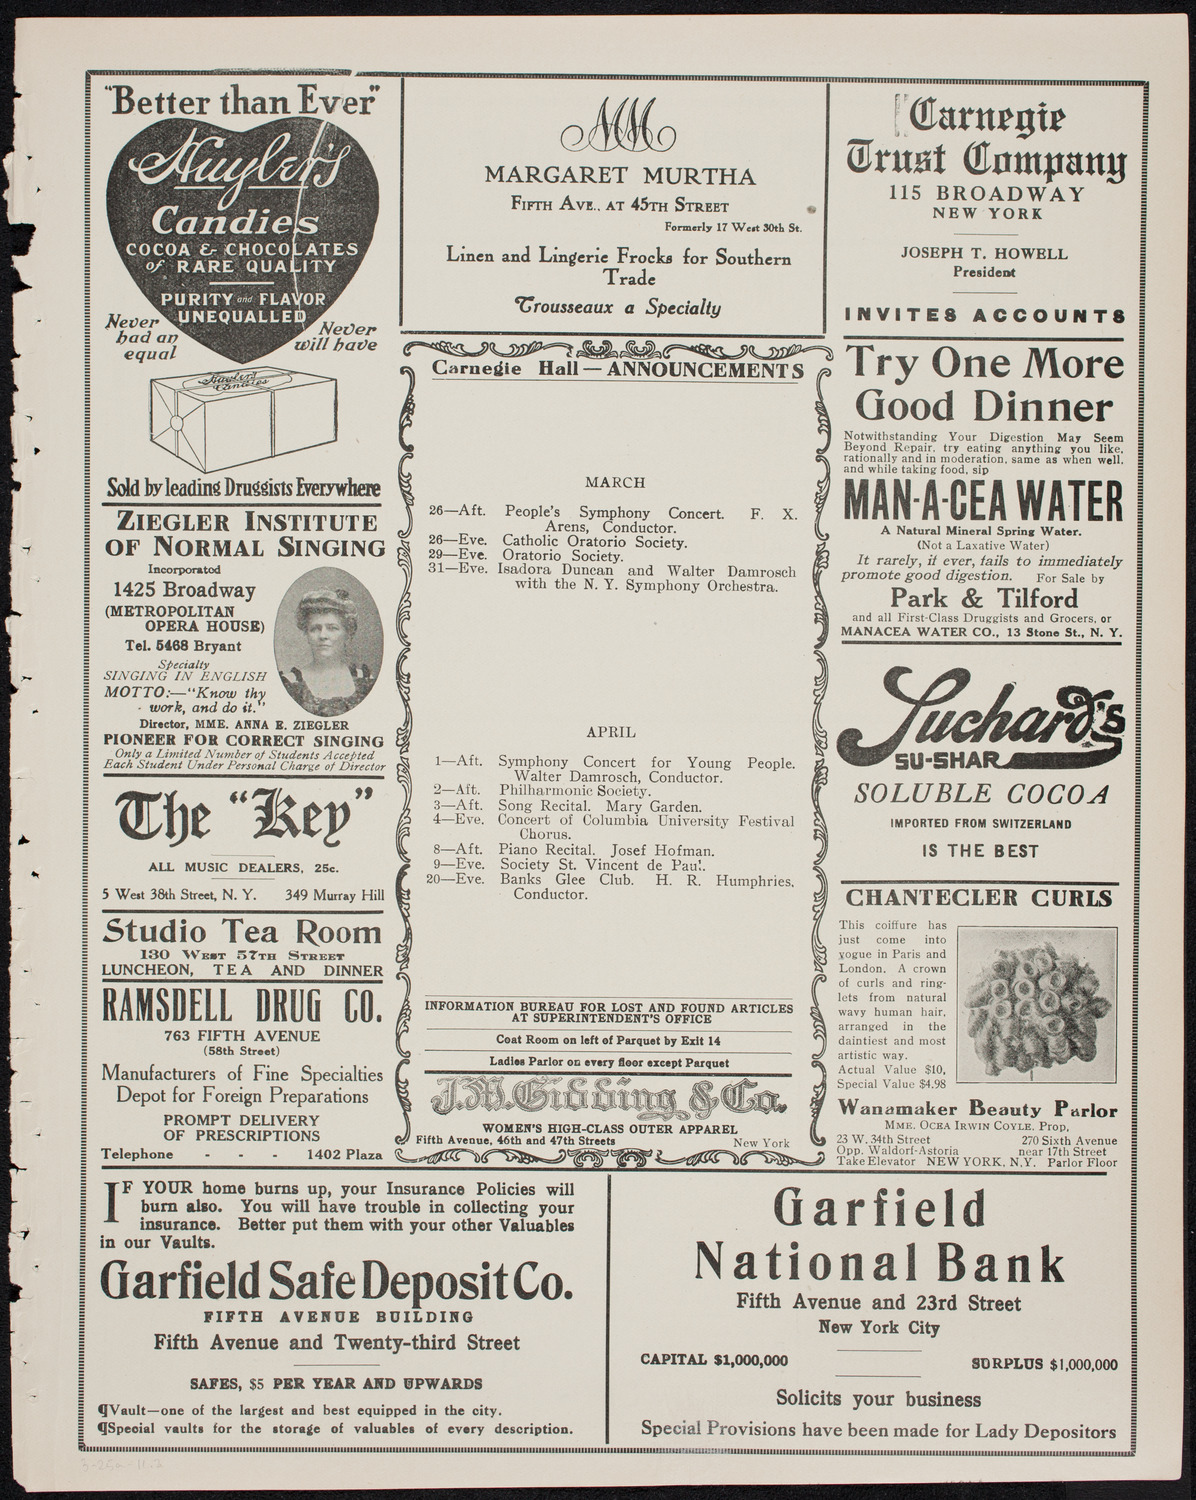 "Better than Ever"
Huyler's
Candies
COCOA & CHOCOLATES
of RARE QUALITY
PURITY and FLAVOR
UNEQUALLED
Never
had an
equal
Never
will have
Huyler's
Candies
Sold by leading Druggists Everywhere
ZIEGLER INSTITUTE
OF NORMAL SINGING
Incorporated
1425 Broadway
(METROPOLITAN
OPERA HOUSE)
Tel. 5468 Bryant
Specialty
SINGING IN ENGLISH
MOTTO:—"Know thy
work, and do it."
Director, MME. ANNA E. ZIEGLER
PIONEER FOR CORRECT SINGING
Only a Limited Number of Students Accepted
Each Student Under Personal Charge of Director
The "Key"
ALL MUSIC DEALERS, 25c.
5 West 38th Street, N. Y. 349 Murray Hill
Studio Tea Room
130 WEST 57TH STREET
LUNCHEON, TEA AND DINNER
RAMSDELL DRUG CO.
763 FIFTH AVENUE
(58th Street)
Manufacturers of Fine Specialties
Depot for Foreign Preparations
PROMPT DELIVERY
OF PRESCRIPTIONS
Telephone - - - 1402 Plaza
MM
MARGARET MURTHA
FIFTH AVE., AT 45TH STREET
Formerly 17 West 30th St.
Linen and Lingerie Frocks for Southern
Trade
Trousseaux a Specialty
Carnegie Hall—ANNOUNCEMENTS
MARCH
26—Aft. People's Symphony Concert. F. X.
Arens, Conductor.
26—Eve. Catholic Oratorio Society.
29—Eve. Oratorio Society.
31—Eve. Isadora Duncan and Walter Damrosch
with the N. Y. Symphony Orchestra.
APRIL
1—Aft. Symphony Concert for Young People.
Walter Damrosch, Conductor.
2—Aft. Philharmonic Society.
3—Aft. Song Recital. Mary Garden.
4—Eve. Concert of Columbia University Festival
Chorus.
8—Aft. Piano Recital. Josef Hofman.
9—Eve. Society St. Vincent de Paul.
20—Eve. Banks Glee Club. H. R. Humphries,
Conductor.
INFORMATION BUREAU FOR LOST AND FOUND ARTICLES
AT SUPERINTENDENT'S OFFICE
Coat Room on left of Parquet by Exit 14
Ladies Parlor on every floor except Parquet
J. M. Gidding & Co.
WOMEN'S HIGH-CLASS OUTER APPAREL
Fifth Avenue, 46th and 47th Streets New York
Carnegie
Trust Company
115 BROADWAY
NEW YORK
JOSEPH T. HOWELL
President
INVITES ACCOUNTS
Try One More
Good Dinner
Notwithstanding Your Digestion May Seem
Beyond Repair, try eating anything you like,
rationally and in moderation, same as when well,
and while taking food, sip
MAN-A-CEA WATER
A Natural Mineral Spring Water.
(Not a Laxative Water)
It rarely, if ever, fails to immediately
promote good digestion. For Sale by
Park & Tilford
and all First-Class Druggists and Grocers, or
MANACEA WATER CO., 13 Stone St., N. Y.
Suchard's
SU-SHAR
SOLUBLE COCOA
IMPORTED FROM SWITZERLAND
IS THE BEST
CHANTECLER CURLS
This coiffure has
just come into
vogue in Paris and
London. A crown
of curls and ring-
lets from natural
wavy human hair,
arranged in the
daintiest and most
artistic way.
Actual Value $10,
Special Value $4.98
Wanamaker Beauty Parlor
MME. OCEA IRWIN COYLE, Prop,
23 W. 34th Street 270 Sixth Avenue
Opp. Waldorf-Astoria near 17th Street
Take Elevator NEW YORK, N.Y. Parlor Floor
IF YOUR home burns up, your Insurance Policies will
burn also. You will have trouble in collecting your
insurance. Better put them with your other Valuables
in our Vaults.
Garfield Safe Deposit Co.
FIFTH AVENUE BUILDING
Fifth Avenue and Twenty-third Street
SAFES, $5 PER YEAR AND UPWARDS
¶Vault—one of the largest and best equipped in the city.
¶Special vaults for the storage of valuables of every description.
Garfield
National Bank
Fifth Avenue and 23rd Street
New York City
CAPITAL $1,000,000 SURPLUS $1,000,000
Solicits your business
Special Provisions have been made for Lady Depositors